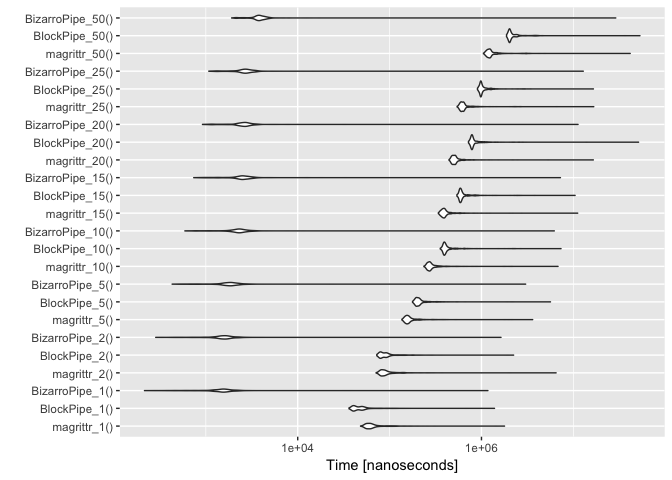 BizarroPipe_50()
BlockPipe_50()
magrittr_50()
BizarroPipe_25()
BlockPipe_25()
magrittr_25()
BizarroPipe_20()
BlockPipe_20()
magrittr_20()
BizarroPipe_15()
BlockPipe_15()
magrittr_15()
BizarroPipe_10()
BlockPipe_10()
magrittr_10()
BizarroPipe_5()
BlockPipe_5()
magrittr_5()
BizarroPipe_2()
BlockPipe_2()
magrittr_2()
BizarroPipe_1()
BlockPipe_1()
magrittr_1()
1e+04 1e+06
Time [nanoseconds]